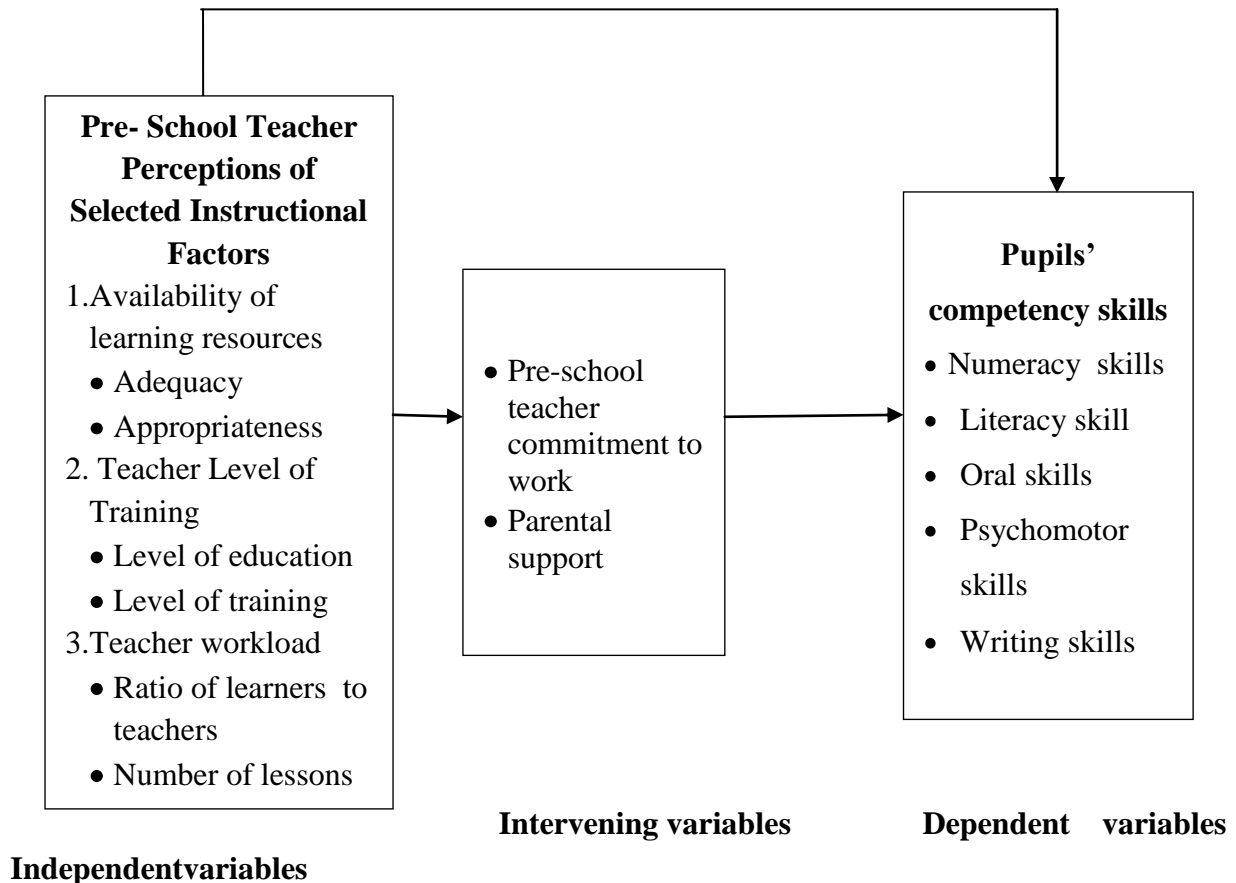 Pre- School Teacher
Perceptions of
Selected Instructional
Factors
1.Availability of
learning resources
• Adequacy
• Appropriateness
2. Teacher Level of
Training
• Level of education
• Level of training
3.Teacher workload
• Ratio of learners to
teachers
• Number of lessons
• Pre-school
teacher
commitment to
work
• Parental
support
Pupils’
competency skills
• Numeracy skills
• Literacy skill
• Oral skills
• Psychomotor
skills
• Writing skills
Intervening variables
Dependent variables
Independentvariables